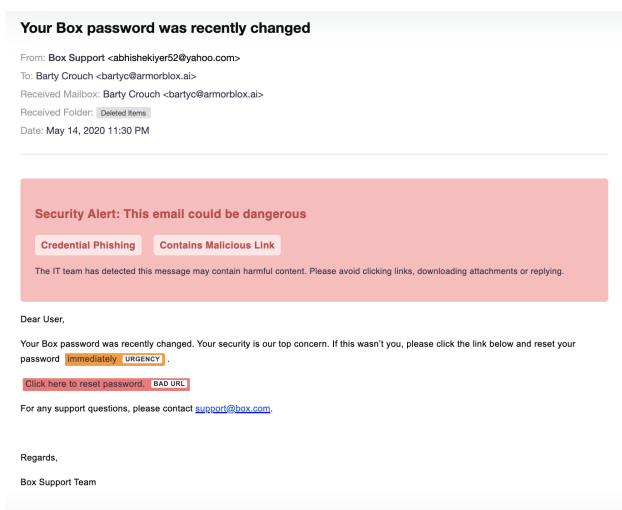 Your Box password was recently changed
From: Box Support <abhishekiyer52@yahoo.com>
To: Barty Crouch <bartyc@armorblox.ai>
Received Mailbox: Barty Crouch <bartyc@armorblox.ai>
Received Folder: Deleted Items
Date: May 14, 2020 11:30 PM
Security Alert: This email could be dangerous
Credential Phishing Contains Malicious Link
The IT team has detected this message may contain harmful content. Please avoid clicking links, downloading attachments or replying.
Dear User,
Your Box password was recently changed. Your security is our top concern. If this wasn't you, please click the link below and reset your
password immediately URGENCY .
Click here to reset password. BAD URL
For any support questions, please contact support@box.com.
Regards,
Box Support Team